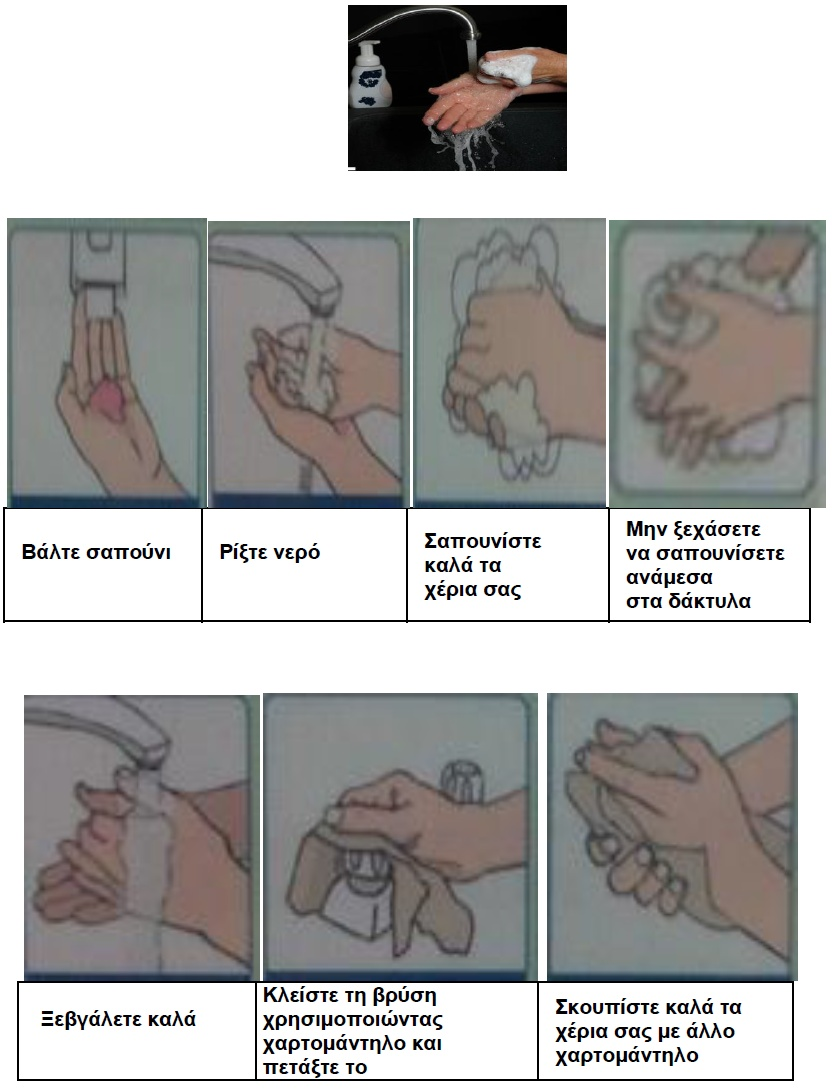 Βάλτε σαπούνι
Ρίξτε νερό
Σαπουνίστε
καλά τα
χέρια σας
Μην ξεχάσετε
να σαπουνίσετε
ανάμεσα
στα δάκτυλα
Ξεβγάλετε καλά
Κλείστε τη βρύση
χρησιμοποιώντας
χαρτομάντηλο και
πετάξτε το
Σκουπίστε καλά τα
χέρια σας με άλλο
χαρτομάντηλο